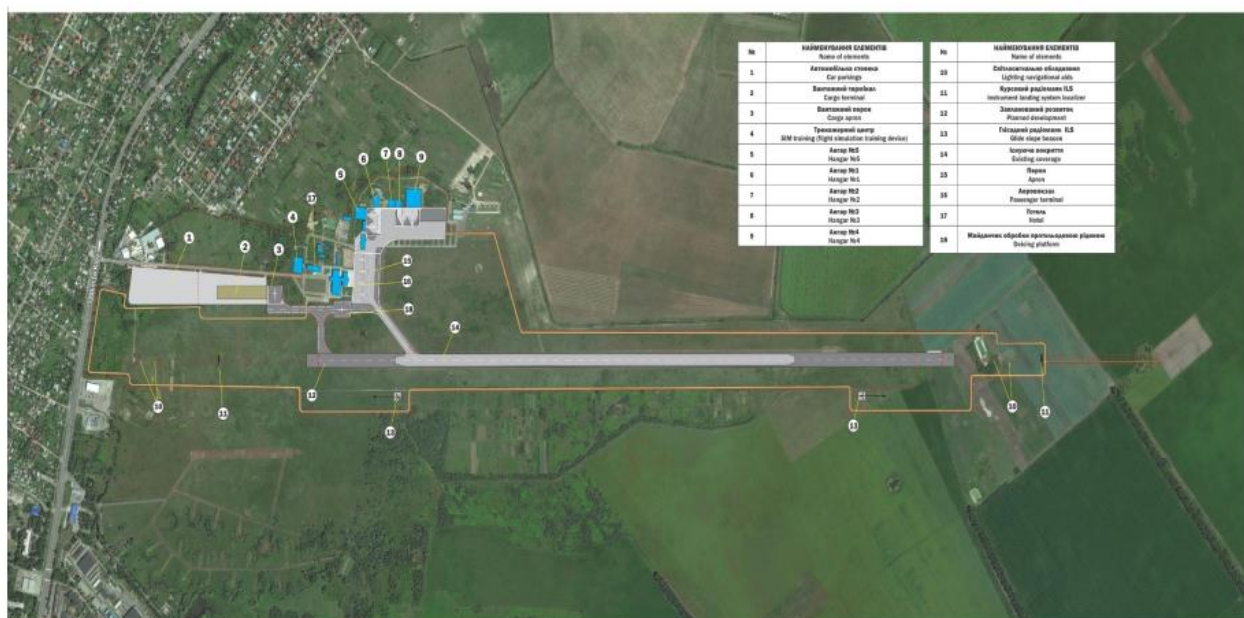 № НАЙМЕНУВАННЯ ЕЛЕМЕНТІВ
Name of elements
1 Автомобільна стоянка
Car parkings
2 Вантажний термінал
Cargo terminal
3 Вантажний перон
Cargo apron
4 Тренажерний центр
SIM training (flight simulation training device)
5 Ангар №5
Hangar №5
6 Ангар №1
Hangar №1
7 Ангар №2
Hangar №2
8 Ангар №3
Hangar №3
9 Ангар №4
Hangar №4
№ НАЙМЕНУВАННЯ ЕЛЕМЕНТІВ
Name of elements
10 Світлосигнальне обладнання
Lighting navigational aids
11 Курсовий радіомаяк ILS
Instrument landing system localizer
12 Запланований розвиток
Planned development
13 Глісадний радіомаяк ILS
Glide slope beacon
14 Існуюче покриття
Existing coverage
15 Перон
Apron
16 Аеровокзал
Passenger terminal
17 Готель
Hotel
18 Майданчик обробки протильодовою рідиною
Deicing platform
7 8 9
6
5
17
4
1 2 3
15
16
18
14
12
10 11 13 13 10 11